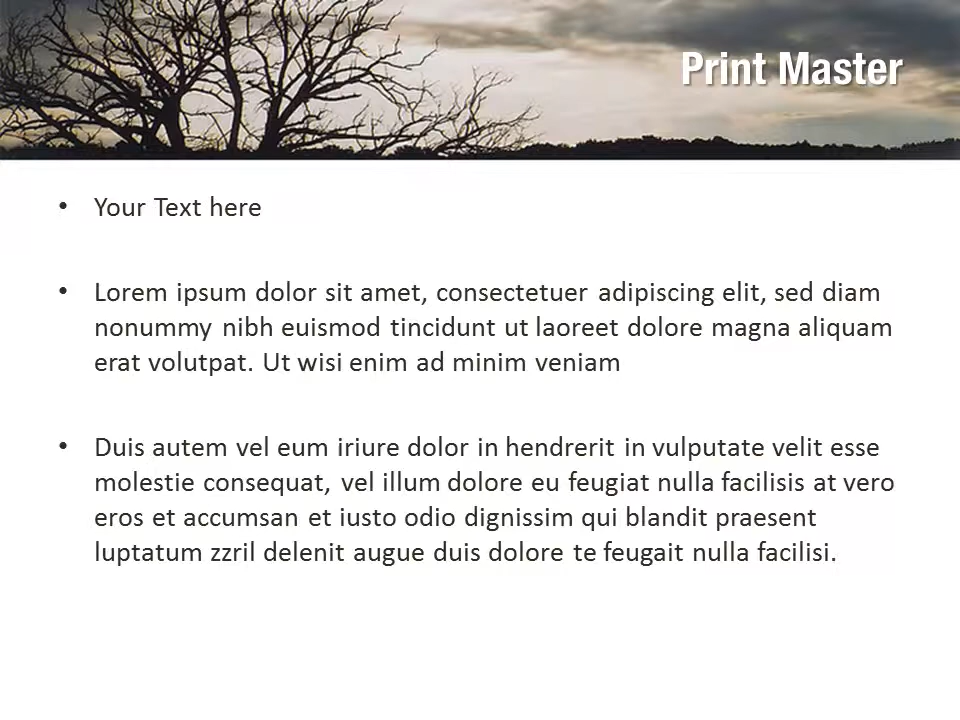 Print Master
• Your Text here
• Lorem ipsum dolor sit amet, consectetuer adipiscing elit, sed diam
nonummy nibh euismod tincidunt ut laoreet dolore magna aliquam
erat volutpat. Ut wisi enim ad minim veniam
• Duis autem vel eum iriure dolor in hendrerit in vulputate velit esse
molestie consequat, vel illum dolore eu feugiat nulla facilisis at vero
eros et accumsan et iusto odio dignissim qui blandit praesent
luptatum zzril delenit augue duis dolore te feugait nulla facilisi.